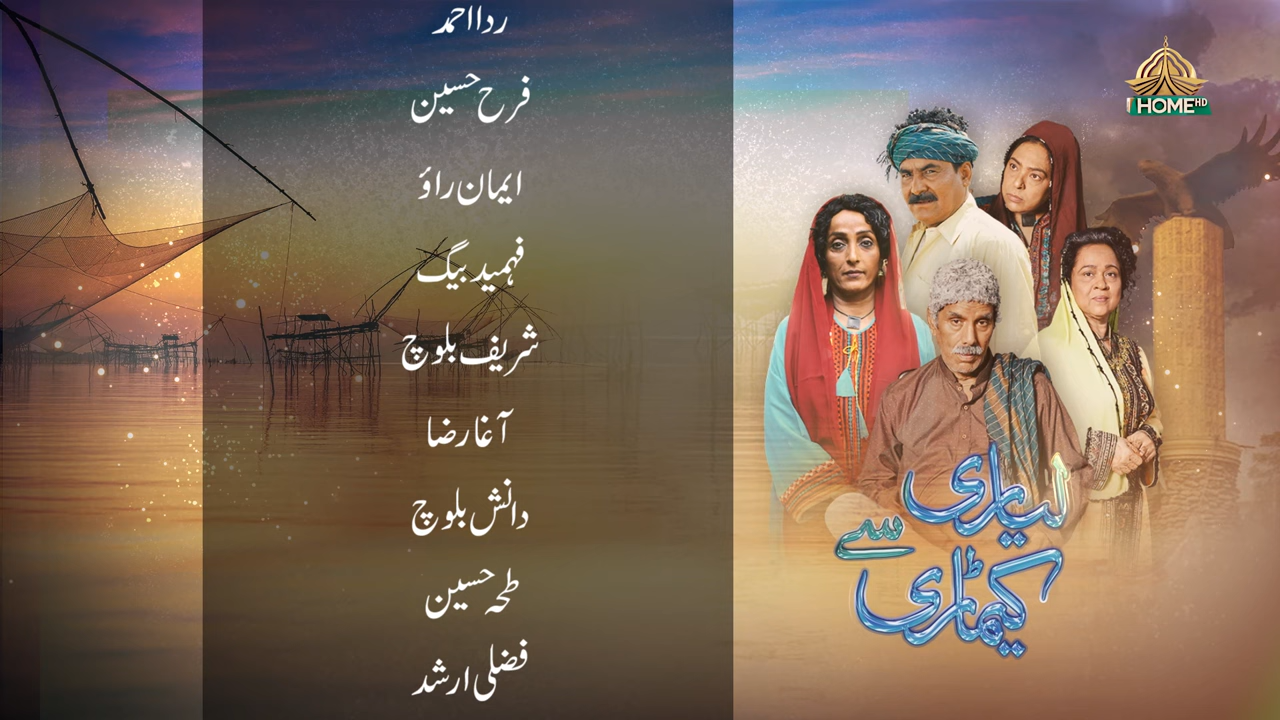 ردا احمد
فرح حسین
ایمان راؤ
فہمید بیگ
شریف بلوچ
آغا رضا
دانش بلوچ
طحہ حسین
فضلی ارشد
HOME HD
لیاری
سے
کیماڑی